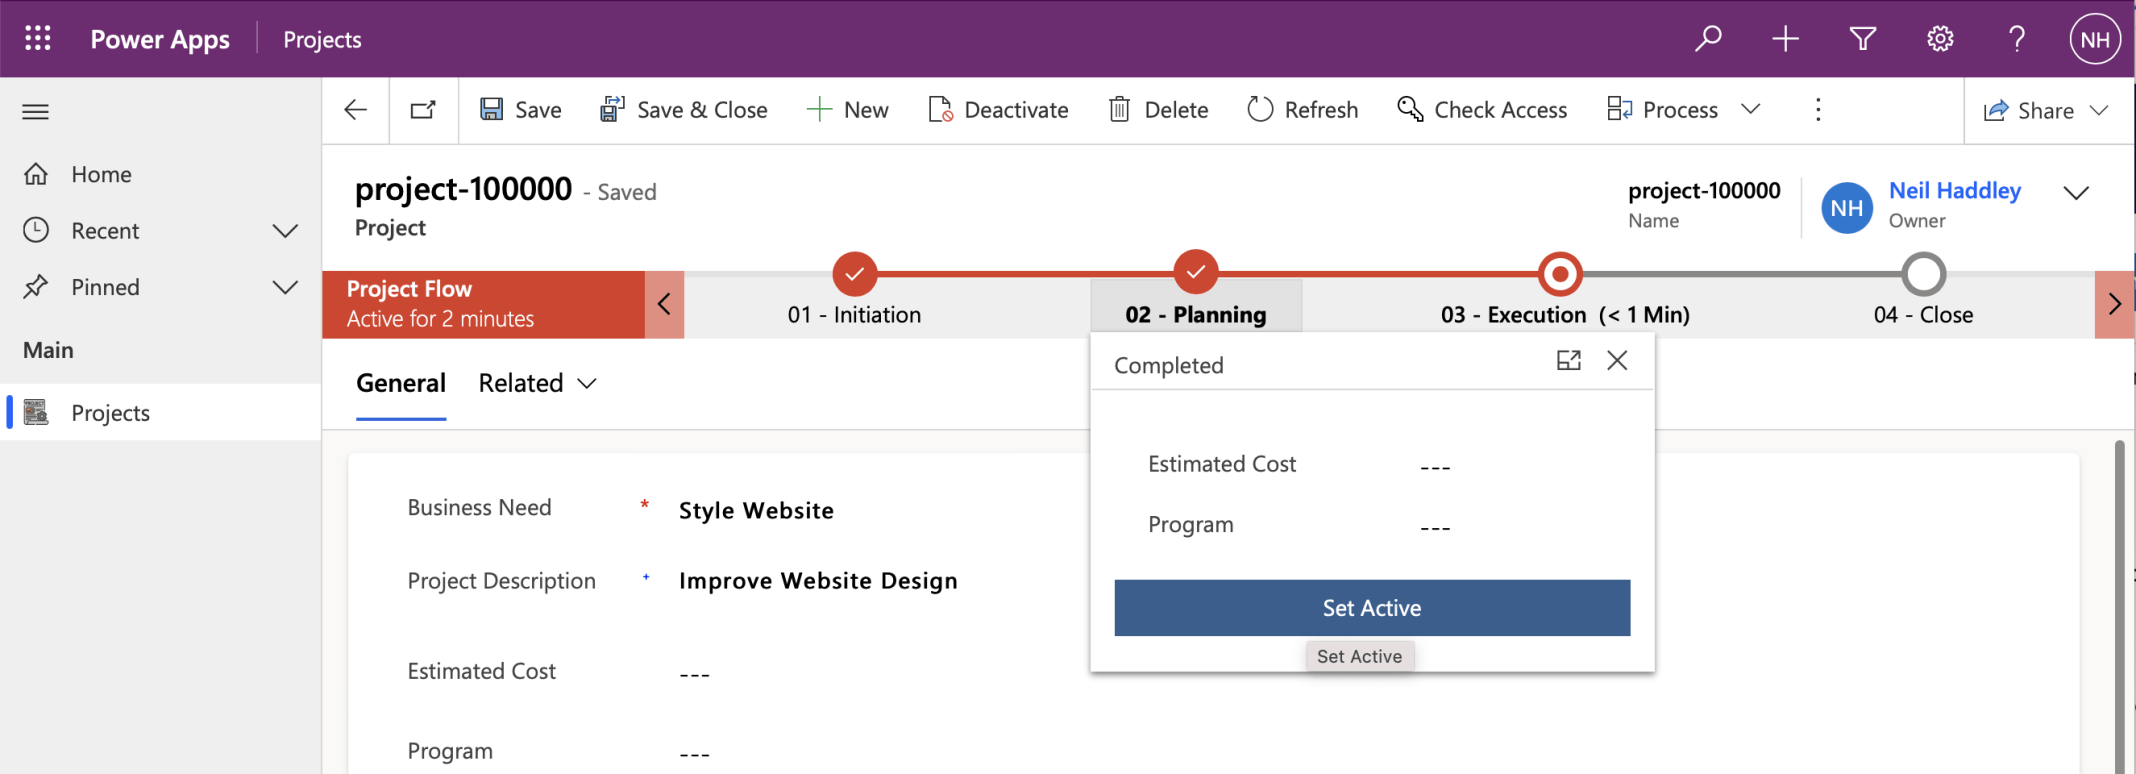 Power Apps
Projects
NH
Save
Save & Close
New
Deactivate
Delete
Refresh
Check Access
Process
Share
Home
Recent
Pinned
Main
Projects
project-100000 - Saved
Project
project-100000
Name
NH
Neil Haddley
Owner
Project Flow
Active for 2 minutes
01 - Initiation
02 - Planning
03 - Execution (< 1 Min)
04 - Close
General
Related
Completed
Estimated Cost ---
Program ---
Set Active
Set Active
Business Need * Style Website
Project Description + Improve Website Design
Estimated Cost ---
Program ---